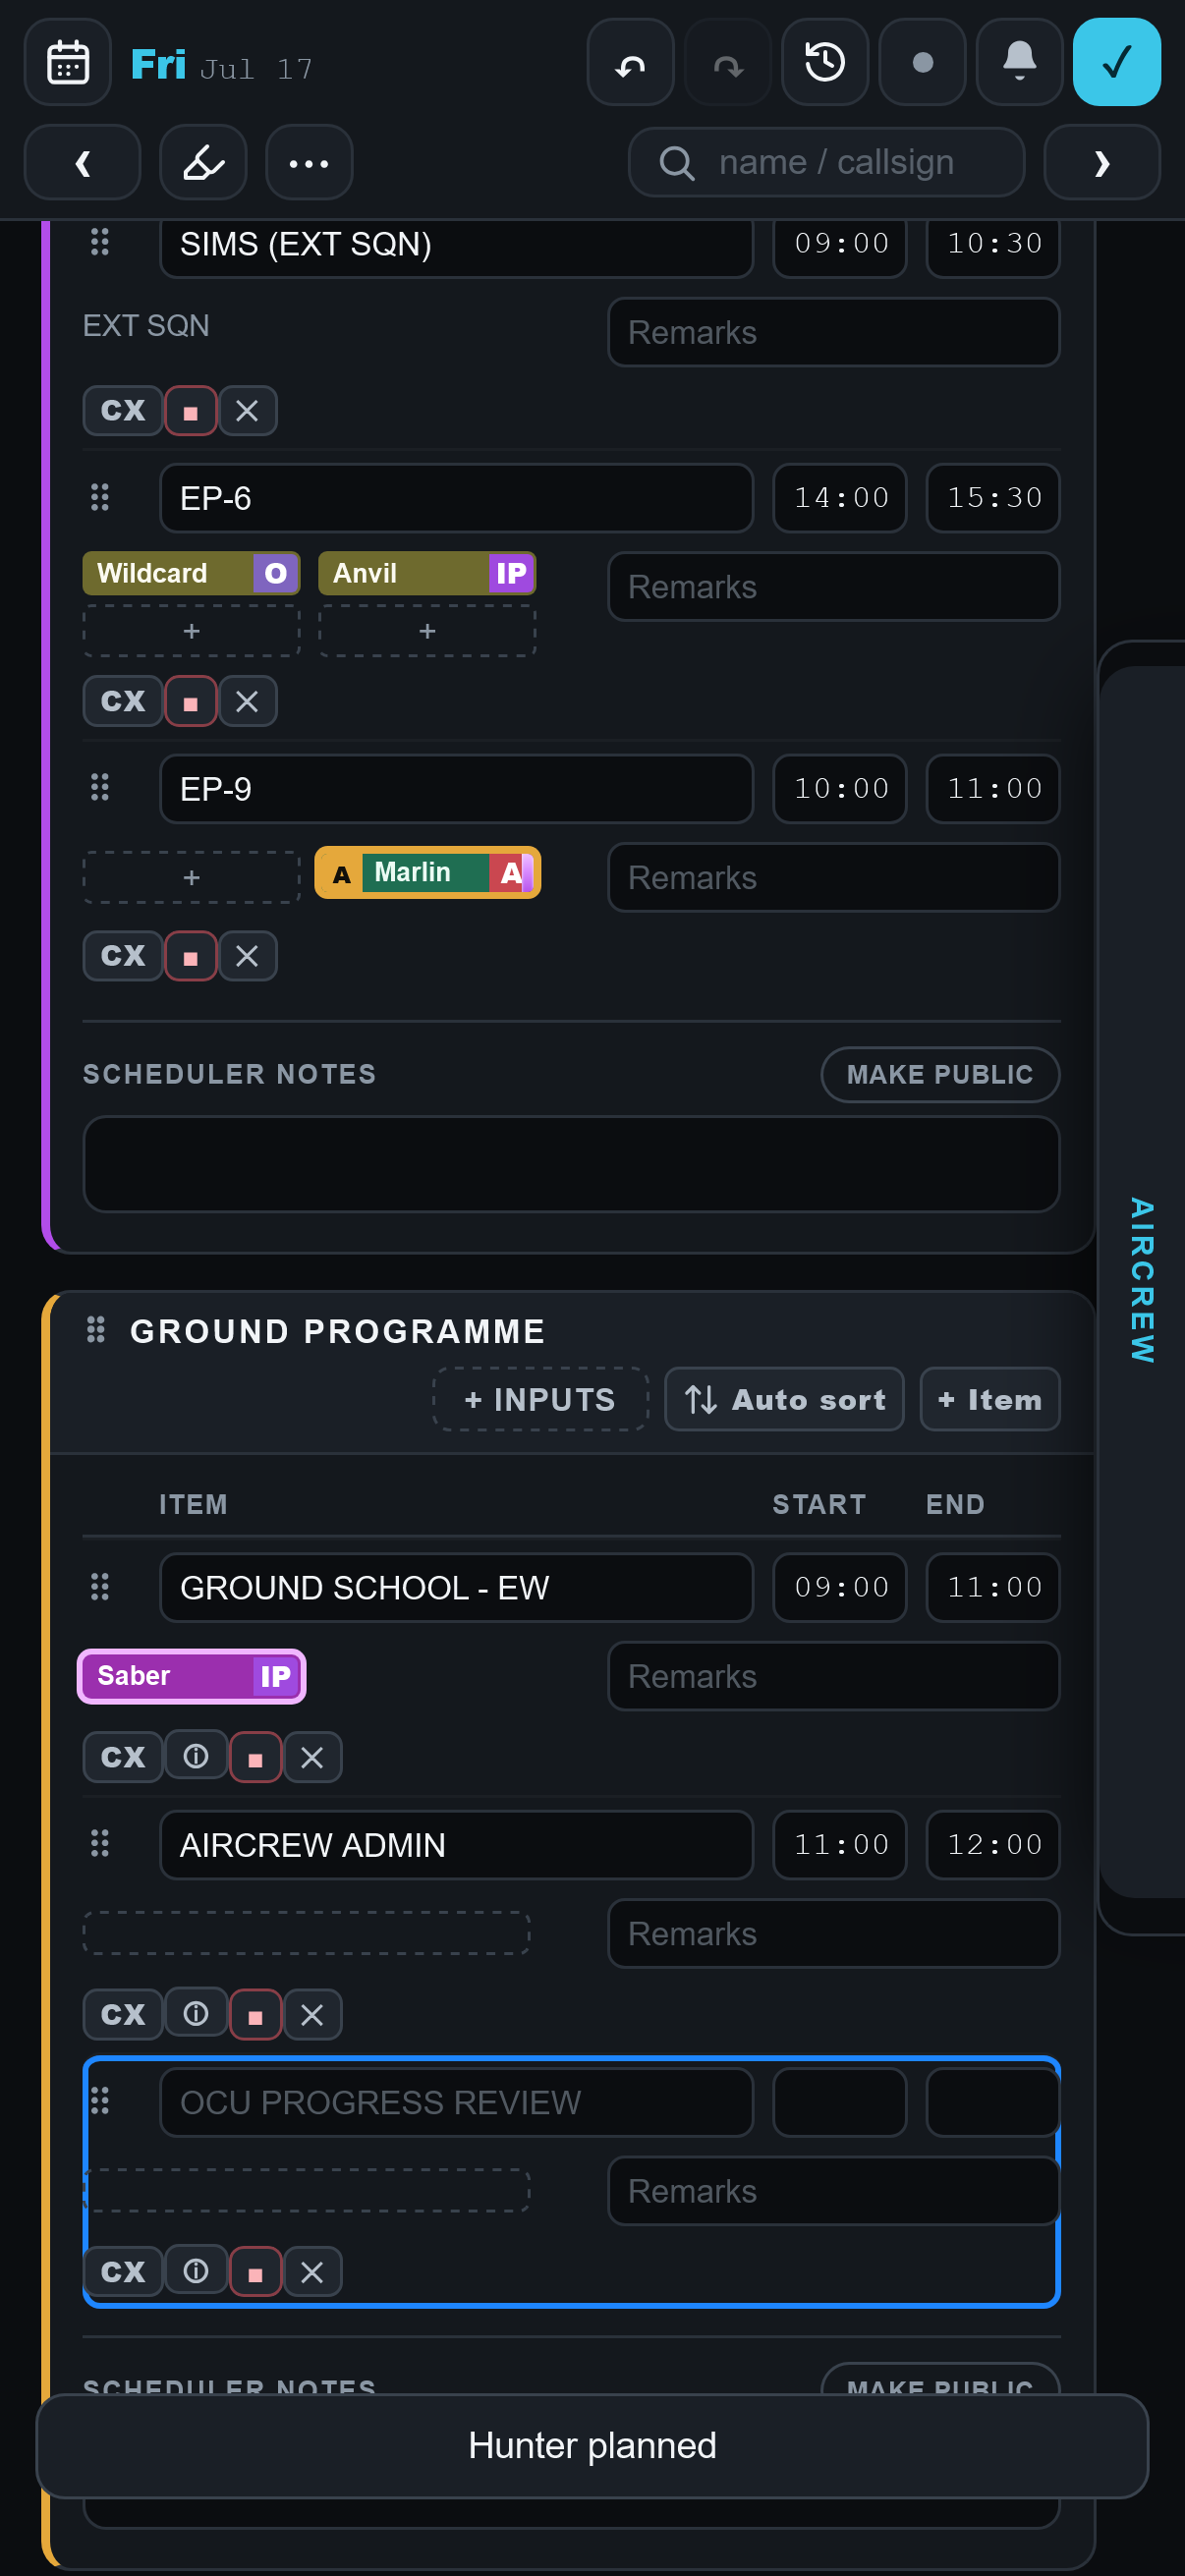 Fri Jul 17
name / callsign
SIMS (EXT SQN) 09:00 10:30
EXT SQN Remarks
CX
EP-6 14:00 15:30
Wildcard O Anvil IP Remarks
+ +
CX
EP-9 10:00 11:00
+ A Marlin A Remarks
CX
SCHEDULER NOTES MAKE PUBLIC
AIRCREW
GROUND PROGRAMME
+ INPUTS Auto sort + Item
ITEM START END
GROUND SCHOOL - EW 09:00 11:00
Saber IP Remarks
CX
AIRCREW ADMIN 11:00 12:00
Remarks
CX
OCU PROGRESS REVIEW
Remarks
CX
SCHEDULER NOTES MAKE PUBLIC
Hunter planned